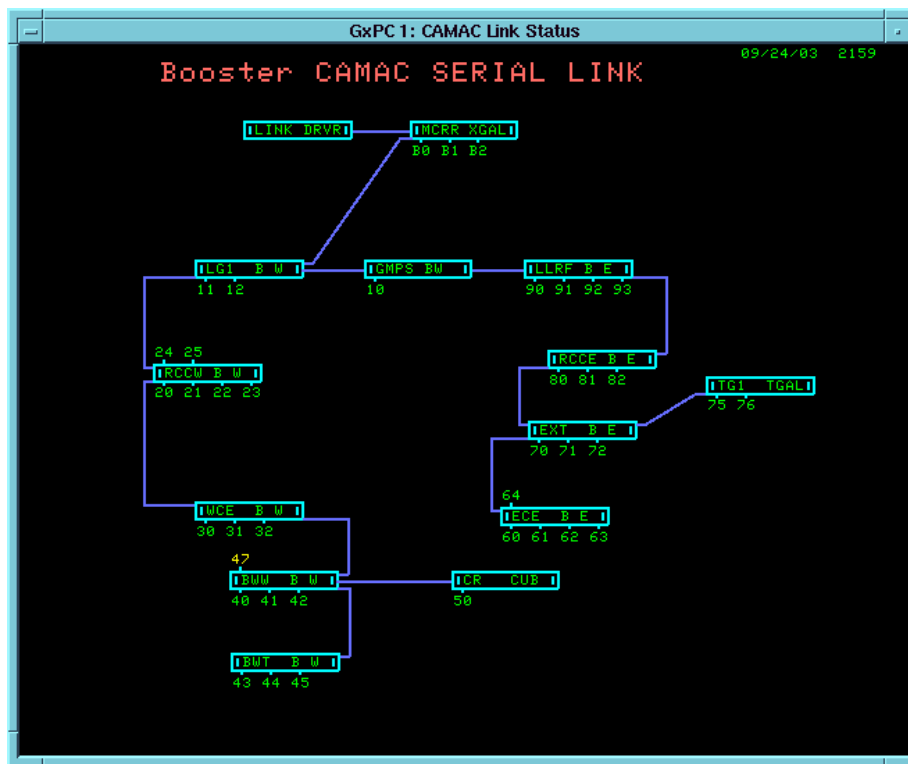 GxPC 1: CAMAC Link Status
09/24/03 2159
Booster CAMAC SERIAL LINK
LINK DRVR MCRR XGAL
B0 B1 B2
LG1 B W GMPS BW LLRF B E
11 12 10 90 91 92 93
24 25 RCCE B E
RCCW B W 80 81 82 TG1 TGAL
20 21 22 23 75 76
EXT B E
70 71 72
64
WCE B W ECE B E
30 31 32 60 61 62 63
47
BWW B W CR CUB
40 41 42 50
BWT B W
43 44 45